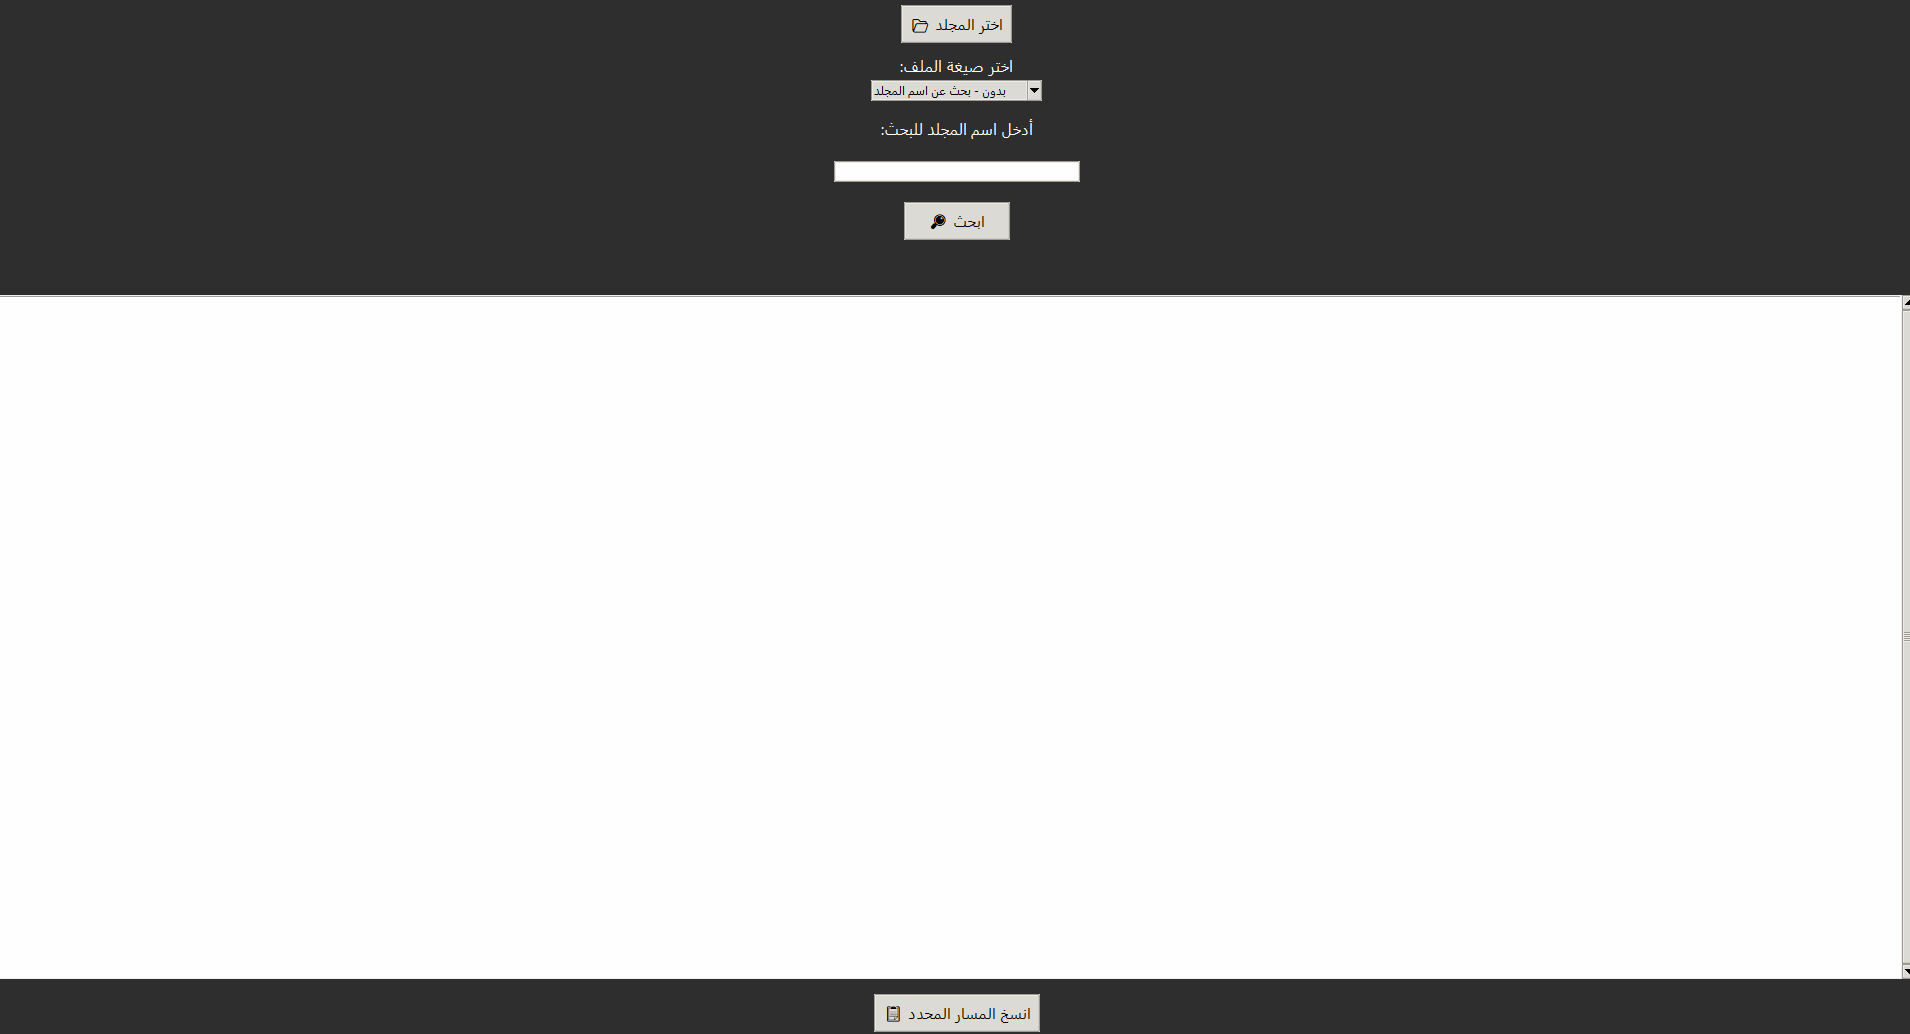 اختر المجلد
اختر صيغة الملف:
بدون - بحث عن اسم المجلد
أدخل اسم المجلد للبحث:
ابحث
انسخ المسار المحدد